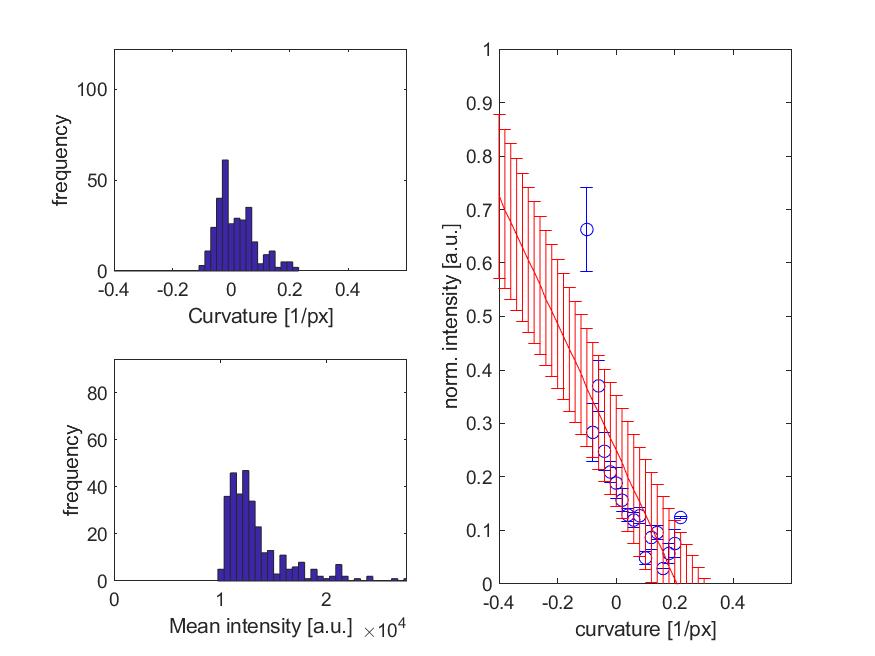 frequency
100
50
0
-0.4 -0.2 0 0.2 0.4
Curvature [1/px]
frequency
80
60
40
20
0
0 1 2
Mean intensity [a.u.] ×10⁴
norm. intensity [a.u.]
1
0.9
0.8
0.7
0.6
0.5
0.4
0.3
0.2
0.1
0
-0.4 -0.2 0 0.2 0.4
curvature [1/px]